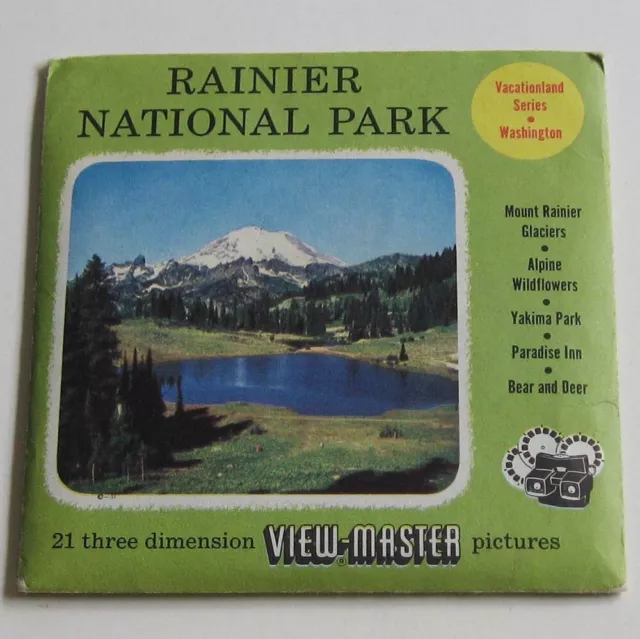 RAINIER
NATIONAL PARK
Vacationland
Series
•
Washington
Mount Rainier
Glaciers
•
Alpine
Wildflowers
•
Yakima Park
•
Paradise Inn
•
Bear and Deer
21 three dimension VIEW-MASTER pictures
®